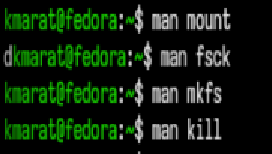 kmarat@fedora:~$ man mount
dkmarat@fedora:~$ man fsck
kmarat@fedora:~$ man mkfs
kmarat@fedora:~$ man kill